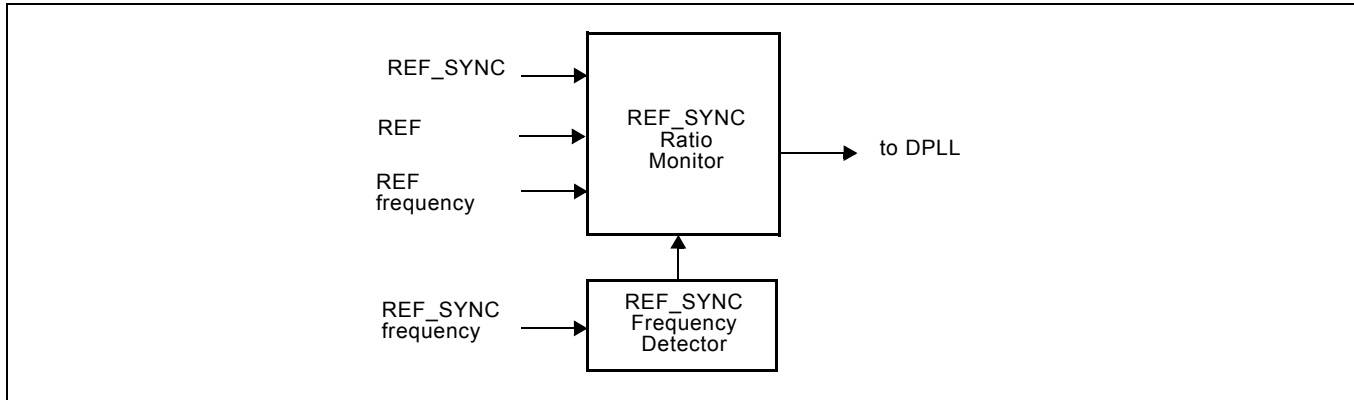 REF_SYNC
REF
REF
frequency
REF_SYNC
Ratio
Monitor
to DPLL
REF_SYNC
frequency
REF_SYNC
Frequency
Detector